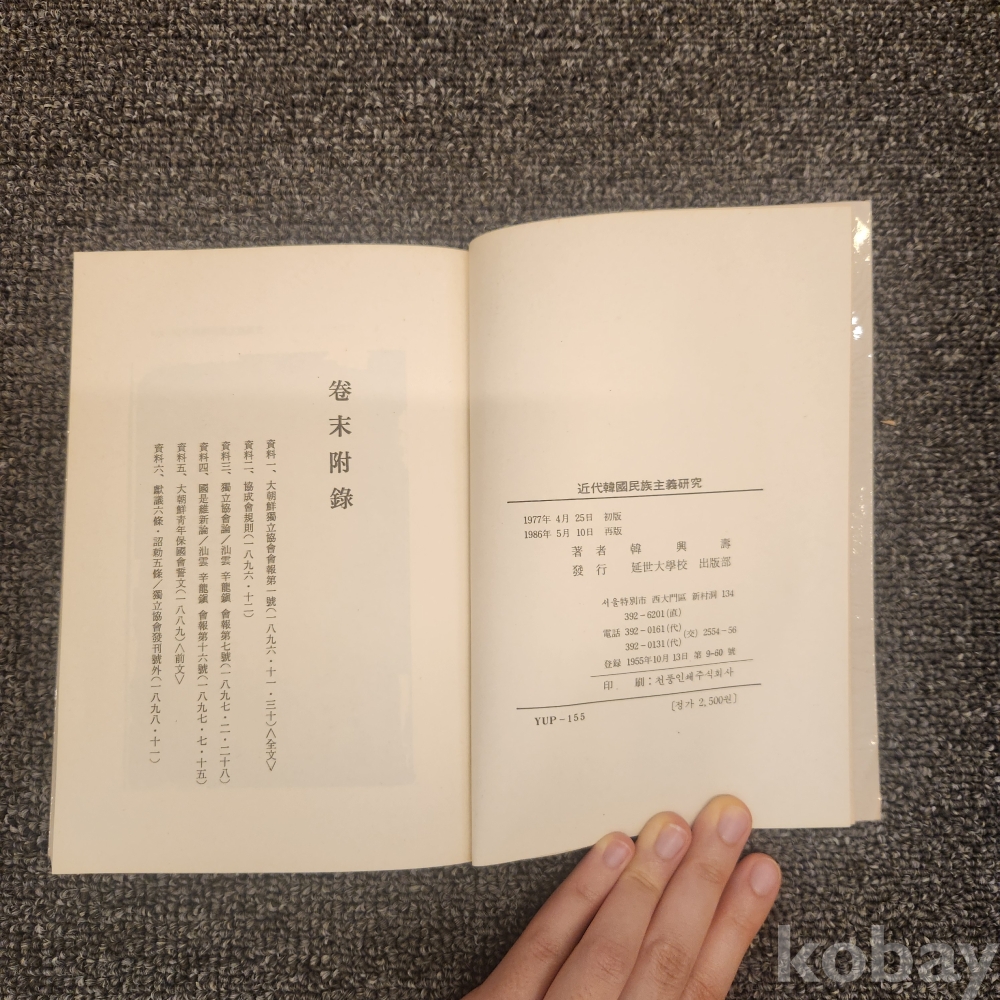 卷末附錄
資料一、大朝鮮獨立協會會報第一號(一八九六・一一・三十)〈全文〉
資料二、協成會規則(一八九六・十二)
資料三、獨立協會論/汕雲 辛龍鎭 會報第七號(一八九七・二・二十八)
資料四、國是維新論/汕雲 辛龍鎭 會報第十六號(一八九七・七・十五)
資料五、大朝鮮靑年保國會誓文(一八八九)〈前文〉
資料六、獻議六條・詔勅五條/獨立協會發刊號外(一八九八・十一)
近代韓國民族主義硏究
1977年 4月 25日 初版
1986年 5月 10日 再版
著者 韓興壽
發行 延世大學校 出版部
서울特別市 西大門區 新村洞 134
392-6201(直)
電話 392-0161(代) (交) 2554-56
392-0131(代)
登錄 1955年10月 13日 第 9-60 號
印刷:천풍인쇄주식회사
[정가 2,500원]
YUP-155
kobay